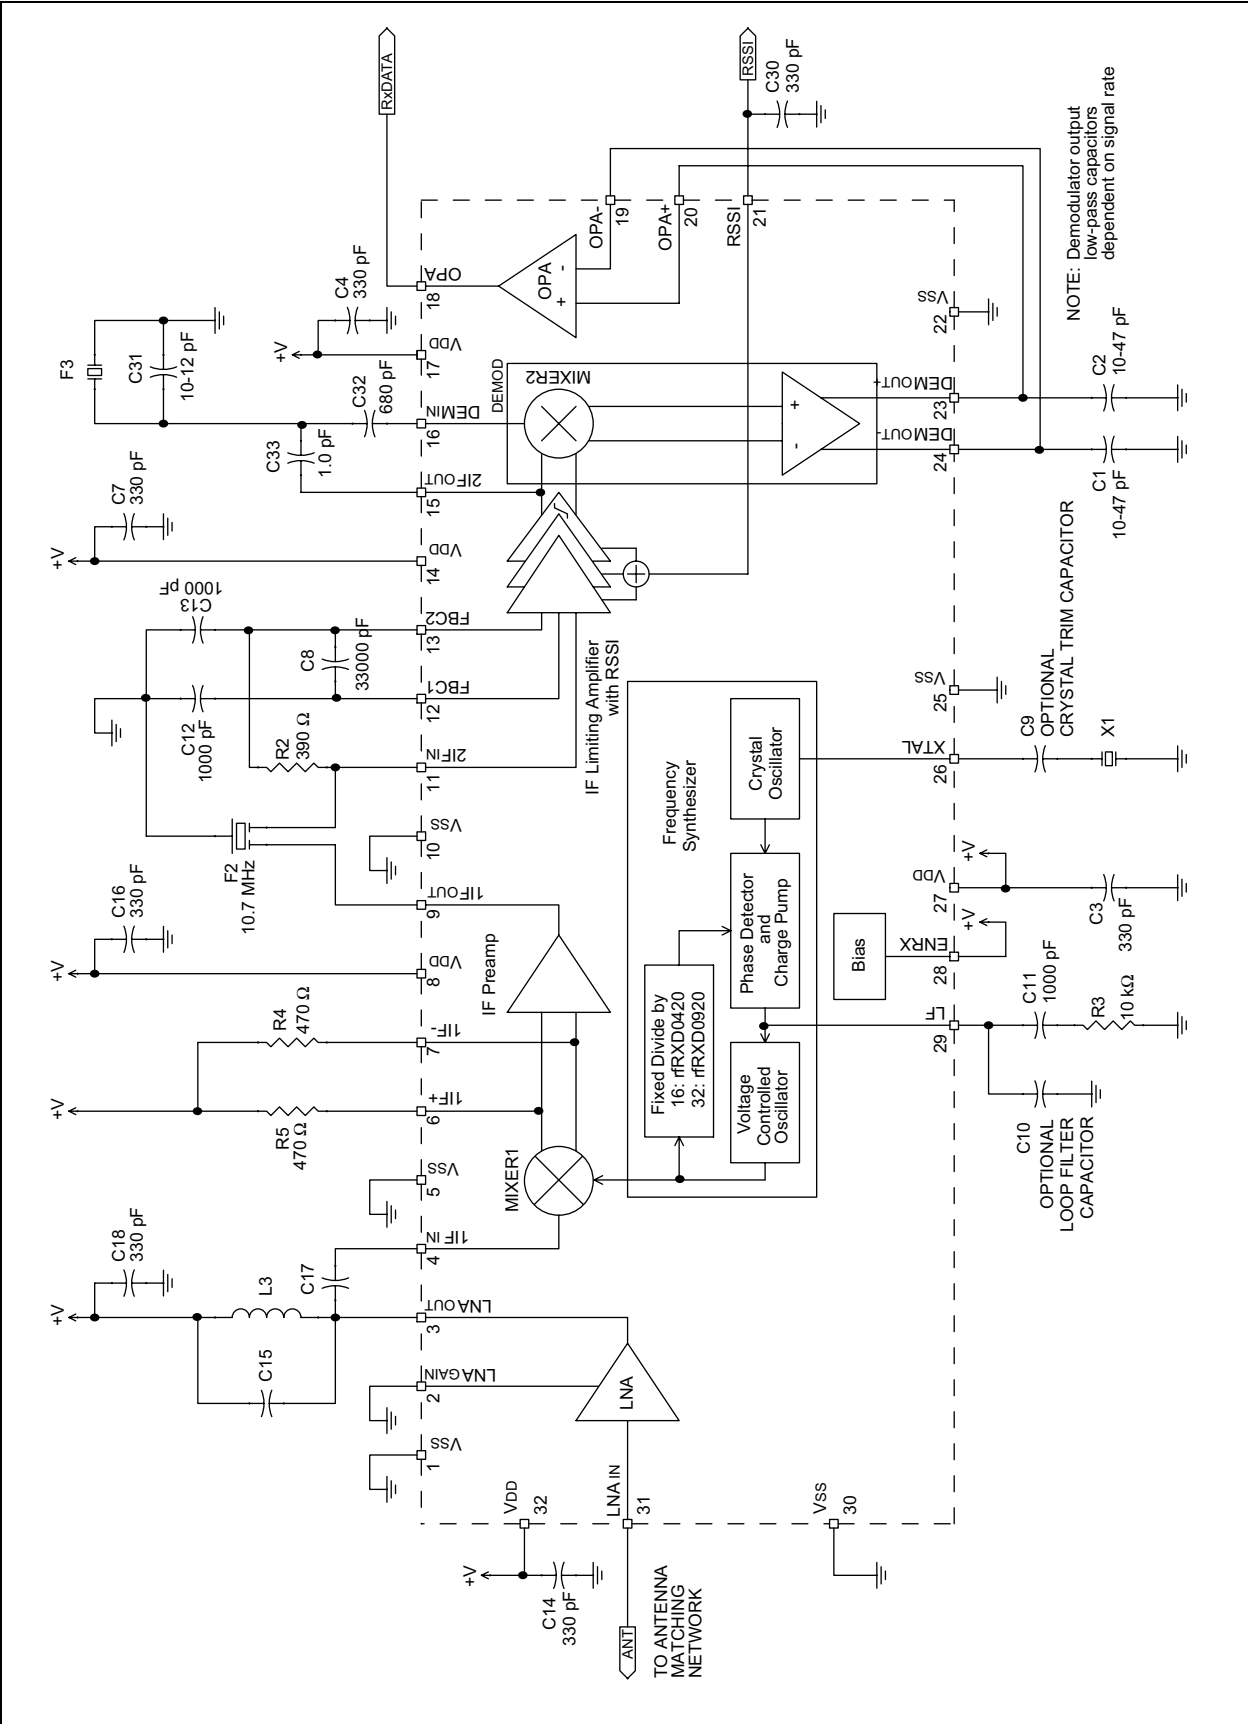 F3
C31
10-12 pF
C33
1.0 pF
C32
680 pF
+V
C4
330 pF
RxDATA
RSSI
C30
330 pF
+V
C7
330 pF
C13
1000 pF
C8
33000 pF
C12
1000 pF
R2
390 Ω
F2
10.7 MHz
+V
C16
330 pF
+V
R4
470 Ω
R5
470 Ω
+V
C18
330 pF
L3
C17
C15
VSS
1
LNAGAIN
2
LNAOUT
3
1IFIN
4
VSS
5
1IF+
6
1IF-
7
VDD
8
1IFOUT
9
VSS
10
2IFIN
11
FBC1
12
FBC2
13
VDD
14
2IFOUT
15
DEMIN
16
VDD
17
OPA
18
OPA-
19
OPA+
20
RSSI
21
OPA
+
-
DEMOD
MIXER2
+
-
IF Limiting Amplifier
with RSSI
IF Preamp
MIXER1
LNA
Frequency
Synthesizer
Crystal
Oscillator
Phase Detector
and
Charge Pump
Fixed Divide by
16: rfRXD0420
32: rfRXD0920
Voltage
Controlled
Oscillator
Bias
VDD
32
LNAIN
31
VSS
30
+V
C14
330 pF
ANT
TO ANTENNA
MATCHING
NETWORK
LF
29
ENRX
28
VDD
27
XTAL
26
VSS
25
DEMOUT-
24
DEMOUT+
23
VSS
22
C10
OPTIONAL
LOOP FILTER
CAPACITOR
C11
1000 pF
R3
10 kΩ
+V
+V
C3
330 pF
C9
OPTIONAL
CRYSTAL TRIM CAPACITOR
X1
C1
10-47 pF
C2
10-47 pF
NOTE: Demodulator output
low-pass capacitors
dependent on signal rate